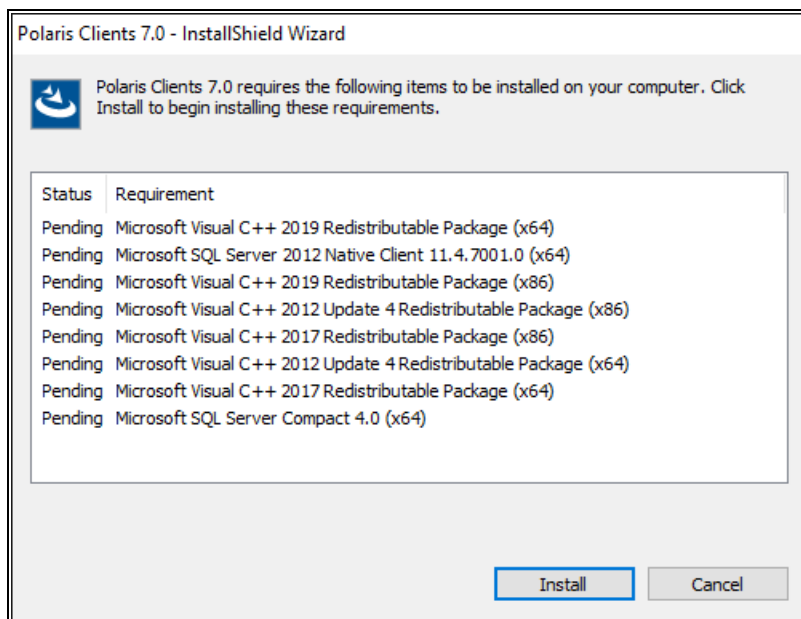 Polaris Clients 7.0 - InstallShield Wizard
Polaris Clients 7.0 requires the following items to be installed on your computer. Click
Install to begin installing these requirements.
Status Requirement
Pending Microsoft Visual C++ 2019 Redistributable Package (x64)
Pending Microsoft SQL Server 2012 Native Client 11.4.7001.0 (x64)
Pending Microsoft Visual C++ 2019 Redistributable Package (x86)
Pending Microsoft Visual C++ 2012 Update 4 Redistributable Package (x86)
Pending Microsoft Visual C++ 2017 Redistributable Package (x86)
Pending Microsoft Visual C++ 2012 Update 4 Redistributable Package (x64)
Pending Microsoft Visual C++ 2017 Redistributable Package (x64)
Pending Microsoft SQL Server Compact 4.0 (x64)
Install Cancel